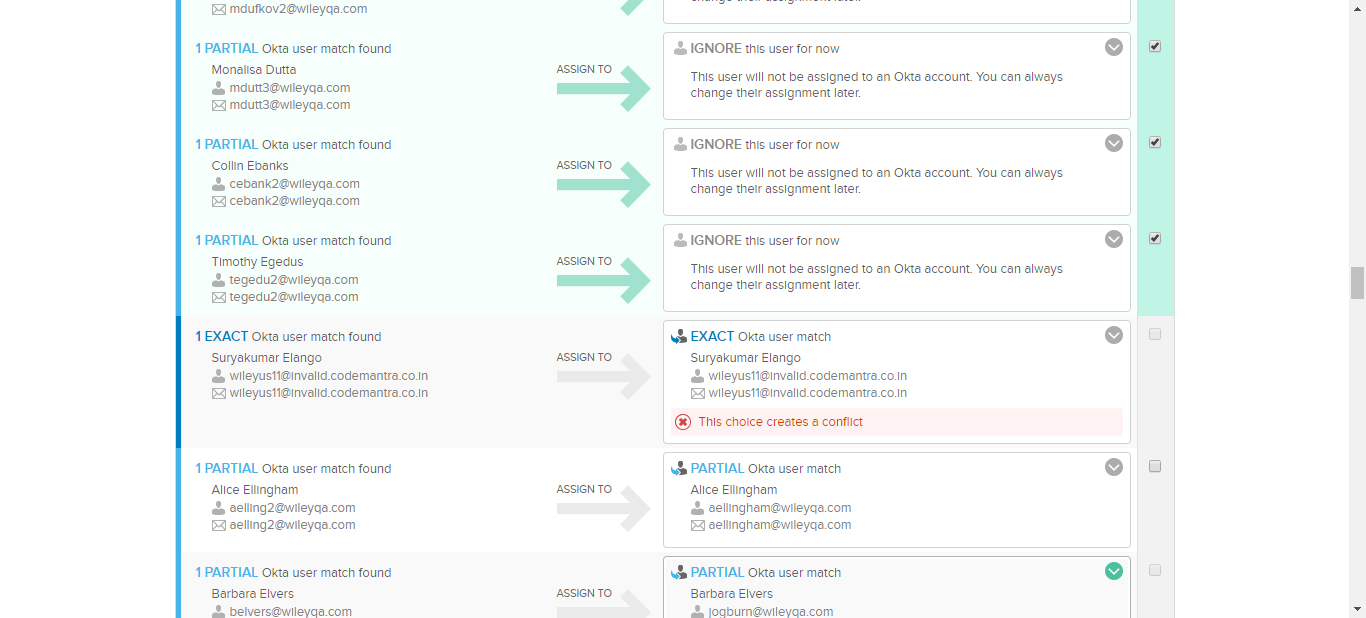 mdufkov2@wileyqa.com
change their assignment later.
1 PARTIAL Okta user match found
Monalisa Dutta
mdutt3@wileyqa.com
mdutt3@wileyqa.com
ASSIGN TO
IGNORE this user for now
This user will not be assigned to an Okta account. You can always
change their assignment later.
1 PARTIAL Okta user match found
Collin Ebanks
cebank2@wileyqa.com
cebank2@wileyqa.com
ASSIGN TO
IGNORE this user for now
This user will not be assigned to an Okta account. You can always
change their assignment later.
1 PARTIAL Okta user match found
Timothy Egedus
tegedu2@wileyqa.com
tegedu2@wileyqa.com
ASSIGN TO
IGNORE this user for now
This user will not be assigned to an Okta account. You can always
change their assignment later.
1 EXACT Okta user match found
Suryakumar Elango
wileyus11@invalid.codemantra.co.in
wileyus11@invalid.codemantra.co.in
ASSIGN TO
EXACT Okta user match
Suryakumar Elango
wileyus11@invalid.codemantra.co.in
wileyus11@invalid.codemantra.co.in
This choice creates a conflict
1 PARTIAL Okta user match found
Alice Ellingham
aelling2@wileyqa.com
aelling2@wileyqa.com
ASSIGN TO
PARTIAL Okta user match
Alice Ellingham
aellingham@wileyqa.com
aellingham@wileyqa.com
1 PARTIAL Okta user match found
Barbara Elvers
belvers@wileyqa.com
ASSIGN TO
PARTIAL Okta user match
Barbara Elvers
jogburn@wileyqa.com